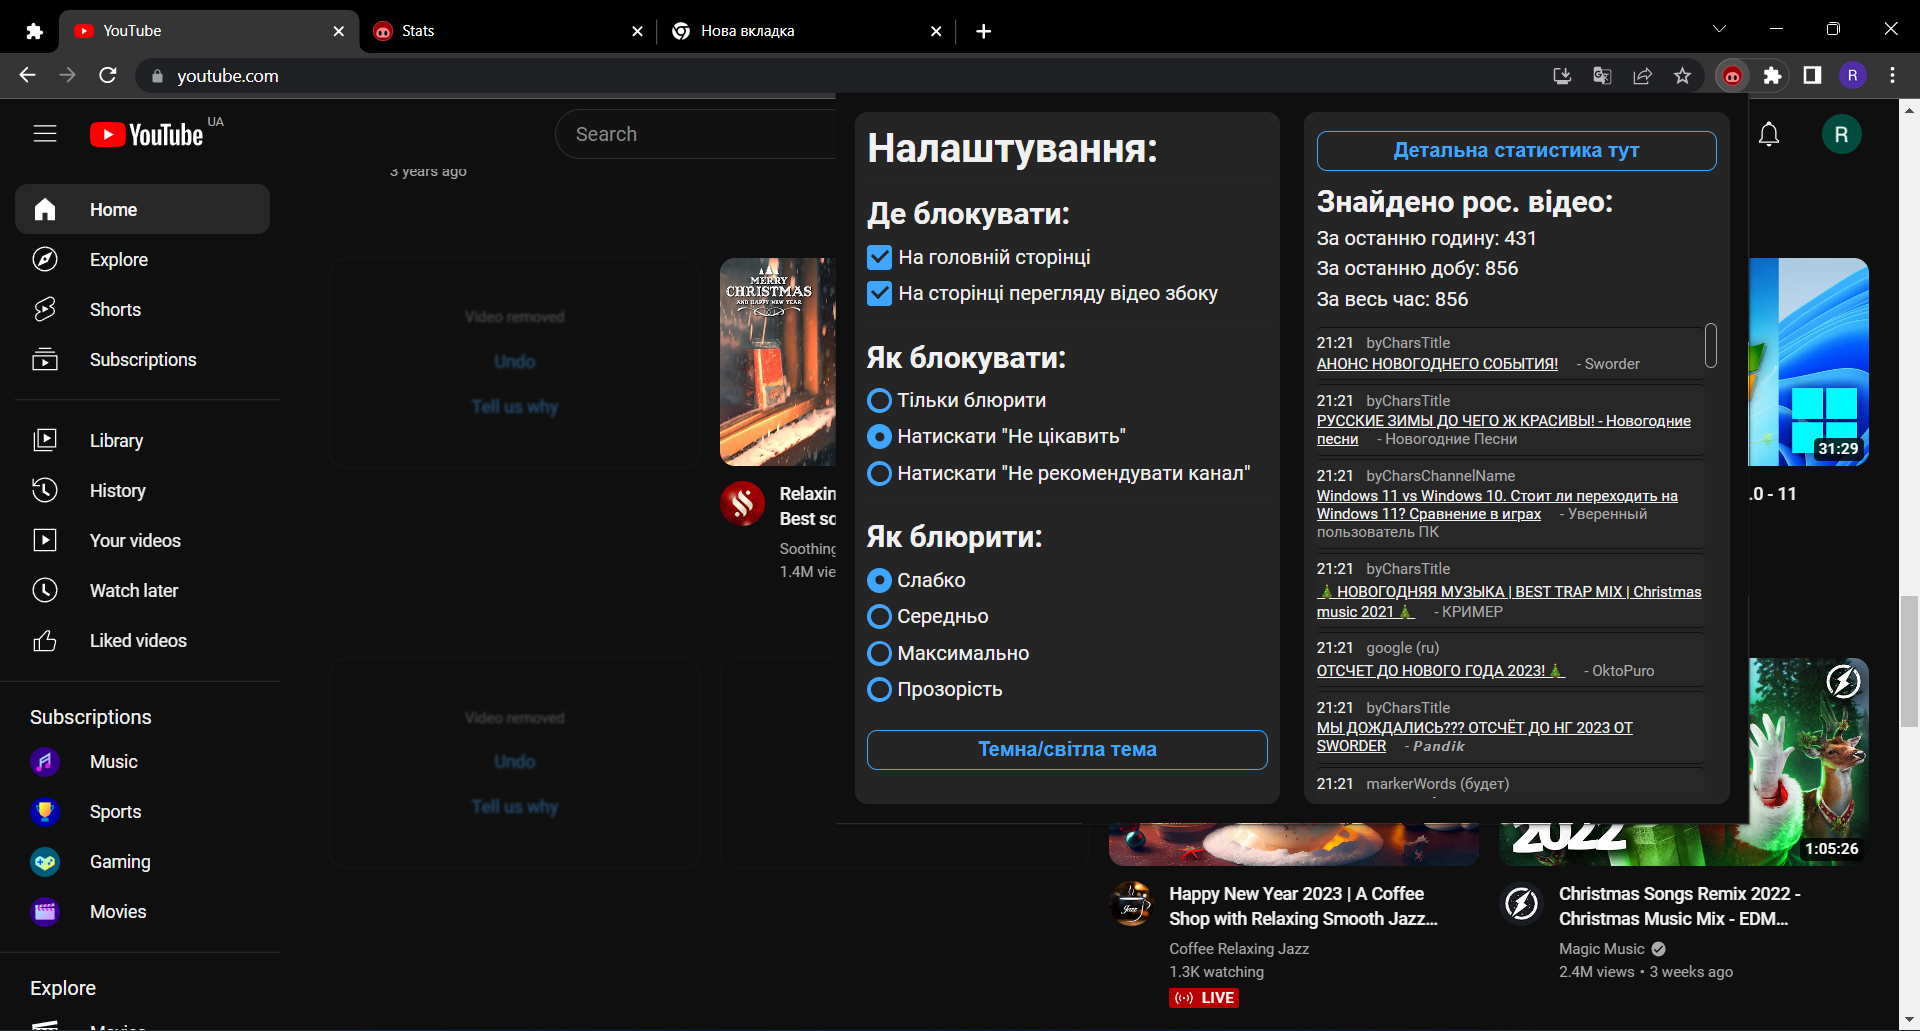 YouTube
Stats
Нова вкладка
youtube.com
R
YouTube UA
Search
R
Home
Explore
Shorts
Subscriptions
Library
History
Your videos
Watch later
Liked videos
Subscriptions
Music
Sports
Gaming
Movies
Explore
3 years ago
Video removed
Undo
Tell us why
MERRY
CHRISTMAS
AND HAPPY NEW YEAR
Relaxin
Best so
Soothing
1.4M vie
Video removed
Undo
Tell us why
Налаштування:
Де блокувати:
На головній сторінці
На сторінці перегляду відео збоку
Як блокувати:
Тільки блюрити
Натискати "Не цікавить"
Натискати "Не рекомендувати канал"
Як блюрити:
Слабко
Середньо
Максимально
Прозорість
Темна/світла тема
Детальна статистика тут
Знайдено рос. відео:
За останню годину: 431
За останню добу: 856
За весь час: 856
21:21 byCharsTitle
АНОНС НОВОГОДНЕГО СОБЫТИЯ! - Sworder
21:21 byCharsTitle
РУССКИЕ ЗИМЫ ДО ЧЕГО Ж КРАСИВЫ! - Новогодние
песни - Новогодние Песни
21:21 byCharsChannelName
Windows 11 vs Windows 10. Стоит ли переходить на
Windows 11? Сравнение в играх - Уверенный
пользователь ПК
21:21 byCharsTitle
🎄 НОВОГОДНЯЯ МУЗЫКА | BEST TRAP MIX | Christmas
music 2021 🎄 - КРИМЕР
21:21 google (ru)
ОТСЧЕТ ДО НОВОГО ГОДА 2023! 🎄 - OktoPuro
21:21 byCharsTitle
МЫ ДОЖДАЛИСЬ??? ОТСЧЁТ ДО НГ 2023 ОТ
SWORDER - Pandik
21:21 markerWords (будет)
31:29
.0 - 11
2022
1:05:26
Jazz
Happy New Year 2023 | A Coffee
Shop with Relaxing Smooth Jazz...
Coffee Relaxing Jazz
1.3K watching
LIVE
Christmas Songs Remix 2022 -
Christmas Music Mix - EDM...
Magic Music
2.4M views • 3 weeks ago